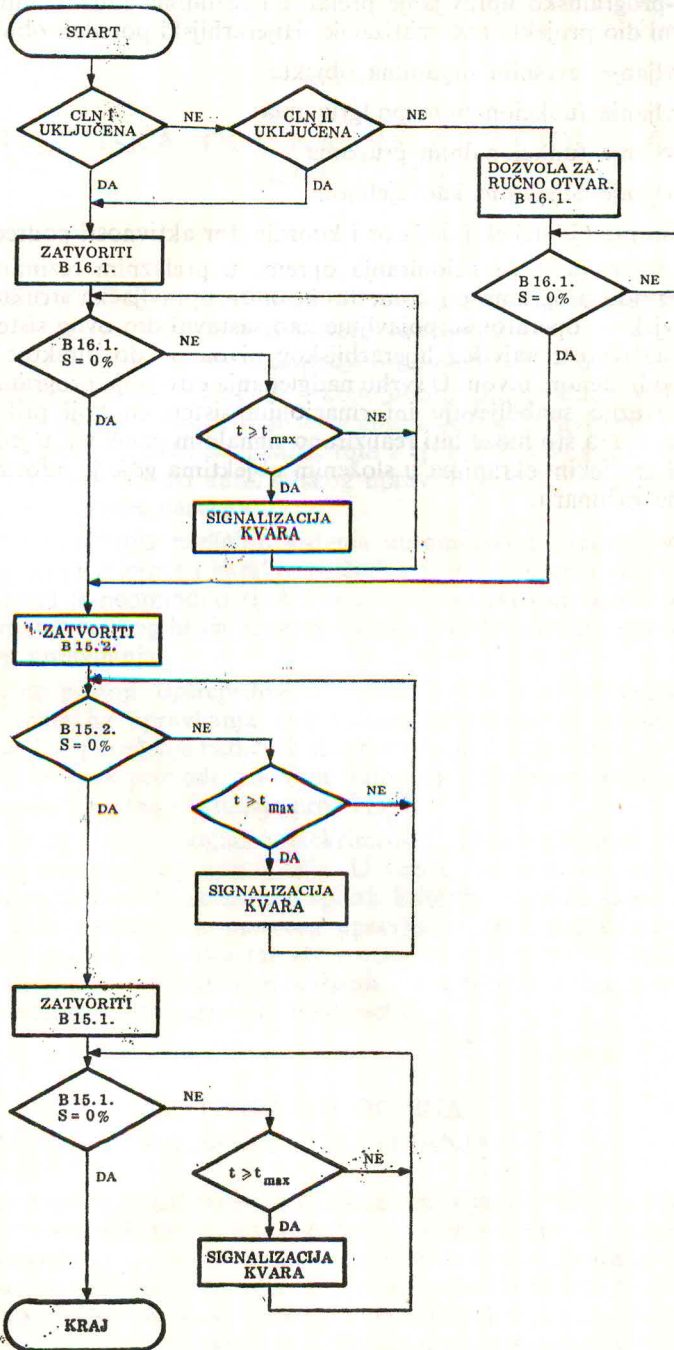 START
CLN I
UKLJUČENA
NE
CLN II
UKLJUČENA
NE
DA
DA
DOZVOLA ZA
RUČNO OTVAR.
B 16.1.
ZATVORITI
B 16.1.
B 16.1.
S = 0%
NE
DA
B 16.1.
S = 0%
NE
DA
t ≥ t max
NE
DA
SIGNALIZACIJA
KVARA
ZATVORITI
B 15.2.
B 15.2.
S = 0%
NE
DA
t ≥ t max
NE
DA
SIGNALIZACIJA
KVARA
ZATVORITI
B 15.1.
B 15.1.
S = 0%
NE
DA
t ≥ t max
NE
DA
SIGNALIZACIJA
KVARA
KRAJ